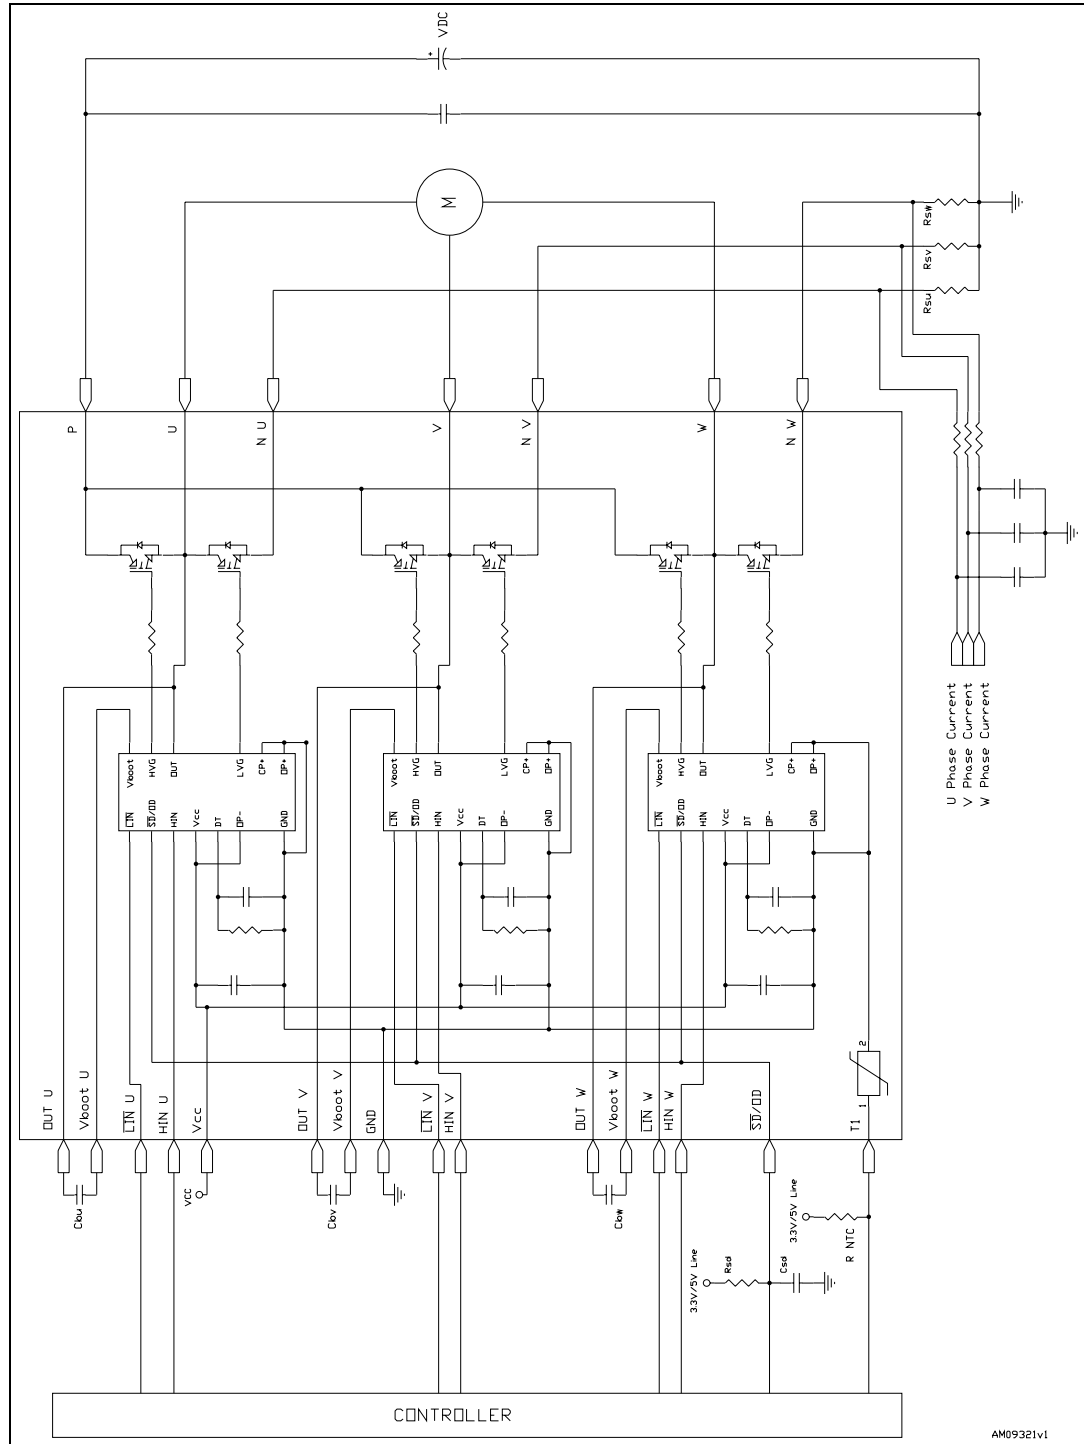 VDC
M
Rsw
Rsv
Rsu
P
U
N U
V
N V
W
N W
U Phase Current
V Phase Current
W Phase Current
Vboot
HVG
OUT
LVG
CP+
OP+
LIN
SD/OD
HIN
Vcc
DT
OP-
GND
Vboot
HVG
OUT
LVG
CP+
OP+
LIN
SD/OD
HIN
Vcc
DT
OP-
GND
Vboot
HVG
OUT
LVG
CP+
OP+
LIN
SD/OD
HIN
Vcc
DT
OP-
GND
OUT U
Vboot U
LIN U
HIN U
Vcc
OUT V
Vboot V
GND
LIN V
HIN V
OUT W
Vboot W
LIN W
HIN W
SD/OD
T1
1
2
Cbu
VCC
Cbv
Cbw
3.3V/5V Line
Rsd
Csd
3.3V/5V Line
R NTC
CONTROLLER
AM09321v1